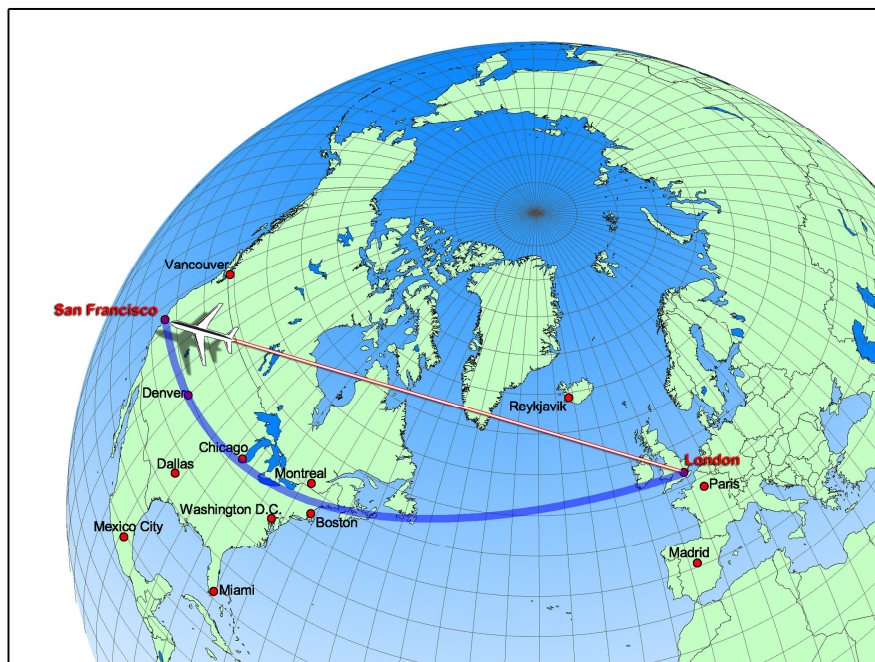 Vancouver
San Francisco
Denver
Reykjavik
Chicago
London
Dallas
Montreal
Paris
Washington D.C.
Boston
Mexico City
Madrid
Miami